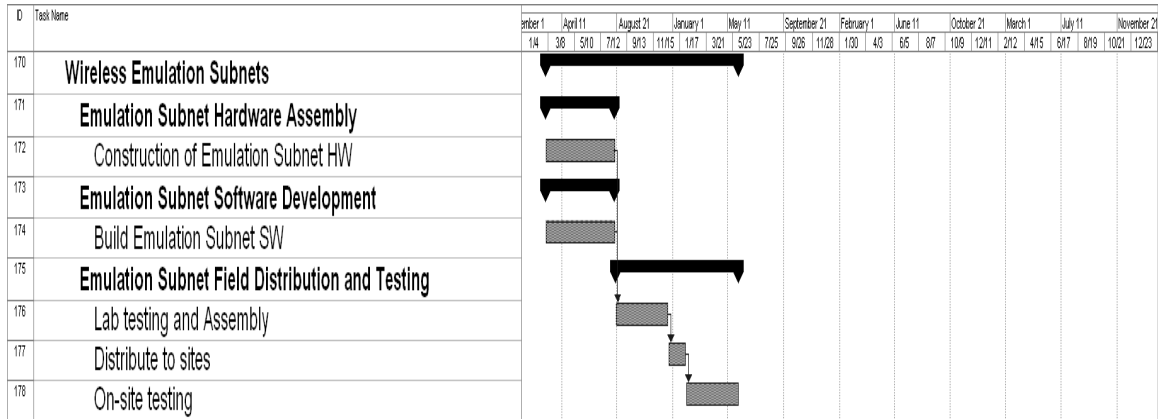 ID Task Name
ember 1 April 11 August 21 January 1 May 11 September 21 February 1 June 11 October 21 March 1 July 11 November 21
1/4 3/8 5/10 7/12 9/13 11/15 1/17 3/21 5/23 7/25 9/26 11/28 1/30 4/3 6/5 8/7 10/9 12/11 2/12 4/15 6/17 8/19 10/21 12/23
170 Wireless Emulation Subnets
171 Emulation Subnet Hardware Assembly
172 Construction of Emulation Subnet HW
173 Emulation Subnet Software Development
174 Build Emulation Subnet SW
175 Emulation Subnet Field Distribution and Testing
176 Lab testing and Assembly
177 Distribute to sites
178 On-site testing